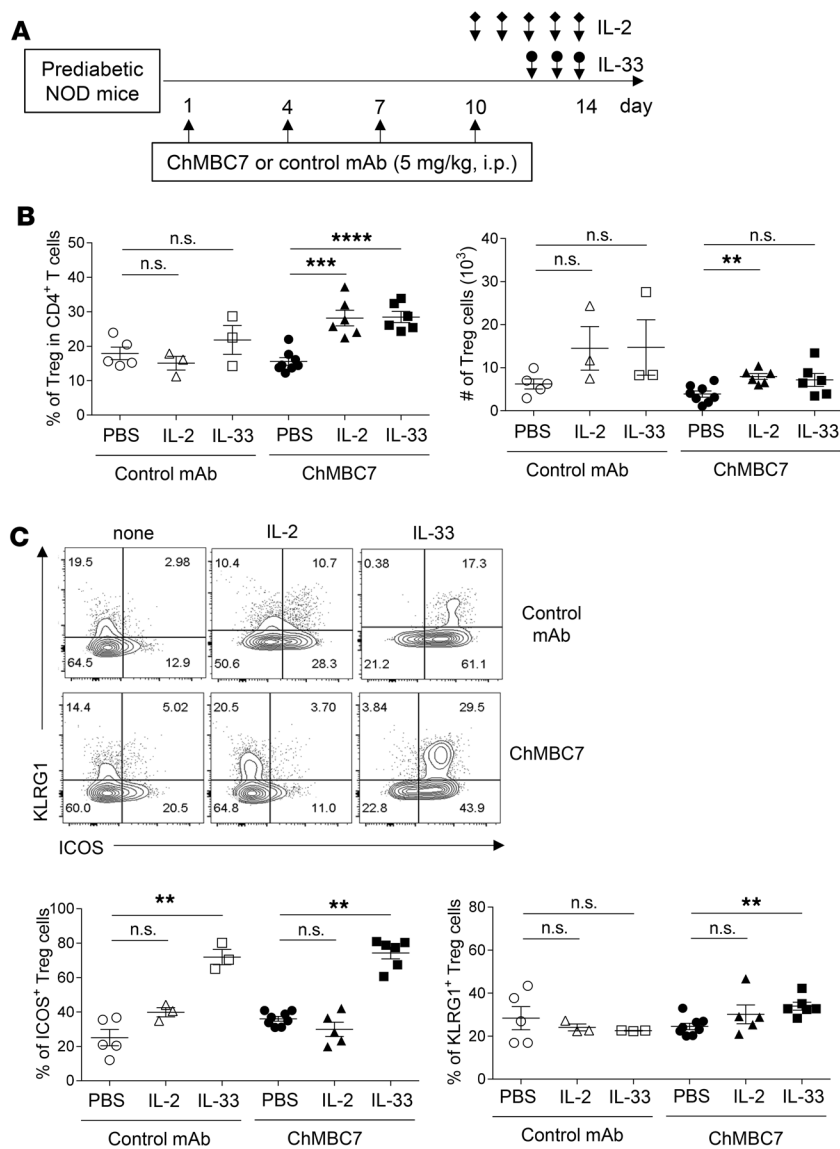 A
IL-2
IL-33
Prediabetic
NOD mice
1 4 7 10 14 day
ChMBC7 or control mAb (5 mg/kg, i.p.)
B
% of Treg in CD4+ T cells
50
40
30
20
10
0
n.s.
n.s.
****
***
PBS IL-2 IL-33 PBS IL-2 IL-33
Control mAb ChMBC7
# of Treg cells (10³)
40
30
20
10
0
n.s.
n.s.
n.s.
**
PBS IL-2 IL-33 PBS IL-2 IL-33
Control mAb ChMBC7
C
none IL-2 IL-33
19.5 2.98 10.4 10.7 0.38 17.3
64.5 12.9 50.6 28.3 21.2 61.1
Control
mAb
14.4 5.02 20.5 3.70 3.84 29.5
60.0 20.5 64.8 11.0 22.8 43.9
ChMBC7
KLRG1
ICOS
% of ICOS+ Treg cells
100
80
60
40
20
0
**
n.s.
**
n.s.
PBS IL-2 IL-33 PBS IL-2 IL-33
Control mAb ChMBC7
% of KLRG1+ Treg cells
80
60
40
20
0
n.s.
n.s.
**
n.s.
PBS IL-2 IL-33 PBS IL-2 IL-33
Control mAb ChMBC7